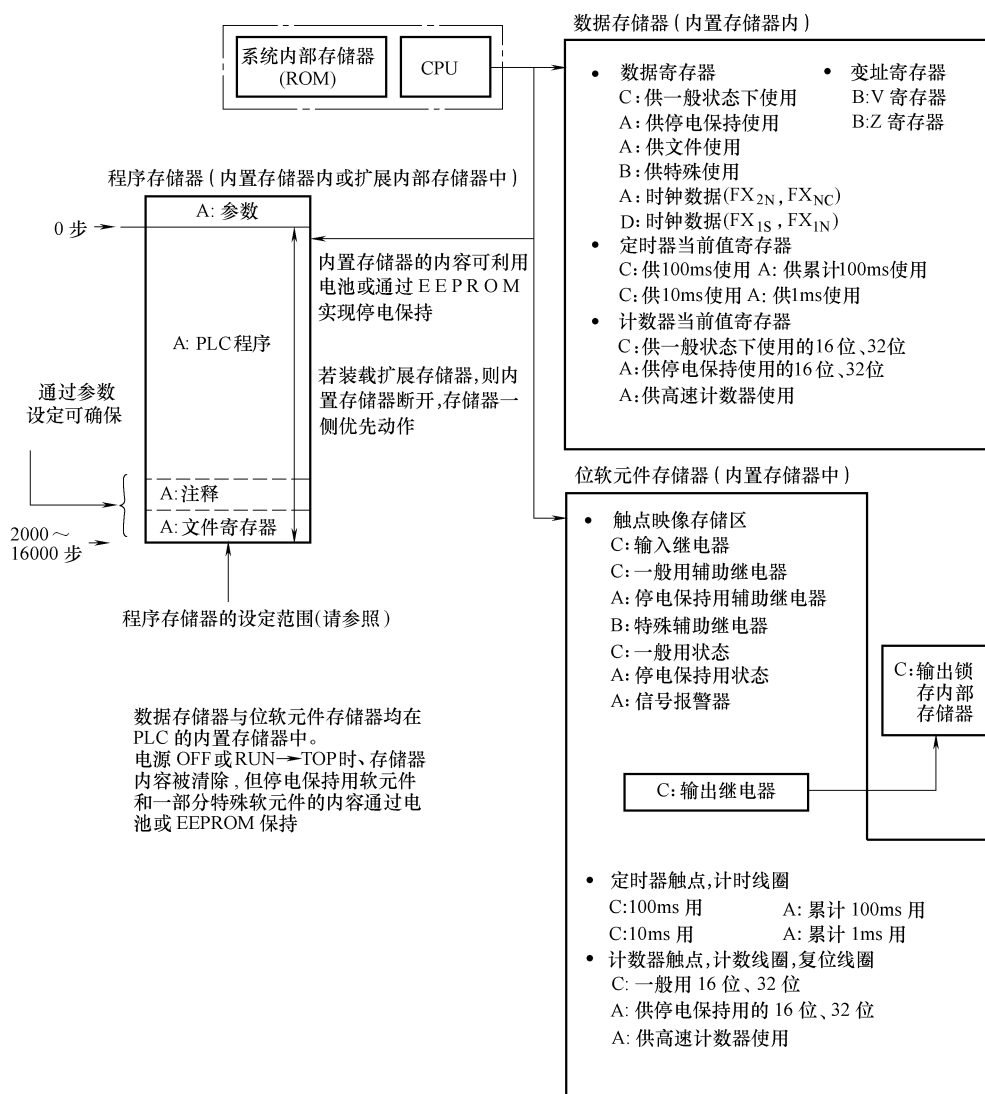 数据存储器（内置存储器内）
系统内部存储器
(ROM)
CPU
• 数据寄存器
C：供一般状态下使用
A：供停电保持使用
A：供文件使用
B：供特殊使用
A：时钟数据(FX2N，FXNC)
D：时钟数据(FX1S，FX1N)
• 变址寄存器
B:V 寄存器
B:Z 寄存器
• 定时器当前值寄存器
C：供100ms使用 A：供累计100ms使用
C：供10ms使用 A：供1ms使用
• 计数器当前值寄存器
C：供一般状态下使用的16位、32位
A：供停电保持使用的16位、32位
A：供高速计数器使用
程序存储器（内置存储器内或扩展内部存储器中）
0 步
A: 参数
A: PLC程序
A:注释
A:文件寄存器
通过参数
设定可确保
2000～
16000 步
程序存储器的设定范围(请参照)
内置存储器的内容可利用
电池或通过EEPROM
实现停电保持
若装载扩展存储器,则内
置存储器断开,存储器一
侧优先动作
数据存储器与位软元件存储器均在
PLC 的内置存储器中。
电源 OFF或RUN→TOP时、存储器
内容被清除，但停电保持用软元件
和一部分特殊软元件的内容通过电
池或EEPROM 保持
位软元件存储器（内置存储器中）
• 触点映像存储区
C：输入继电器
C：一般用辅助继电器
A：停电保持用辅助继电器
B：特殊辅助继电器
C：一般用状态
A：停电保持用状态
A：信号报警器
C：输出继电器
C：输出锁
存内部
存储器
• 定时器触点,计时线圈
C:100ms 用 A: 累计 100ms 用
C:10ms 用 A: 累计 1ms 用
• 计数器触点,计数线圈,复位线圈
C: 一般用 16 位、32 位
A: 供停电保持用的 16 位、32 位
A: 供高速计数器使用